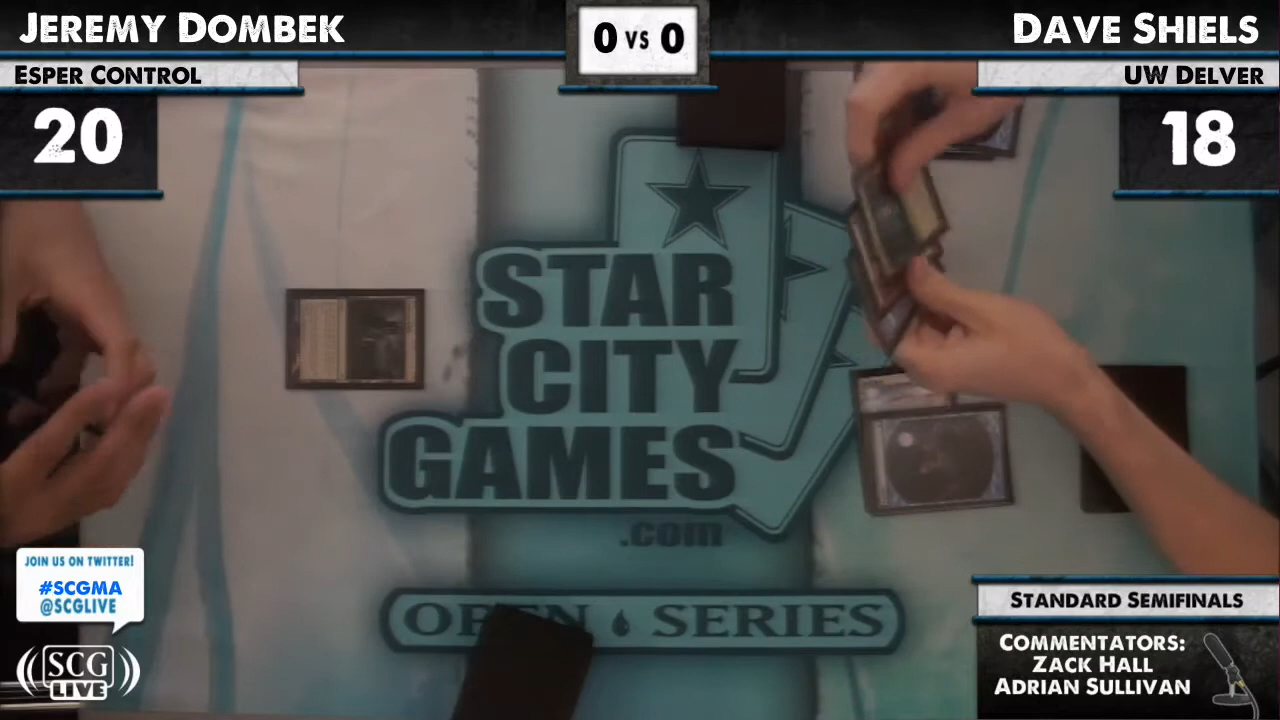 JEREMY DOMBEK
0 VS 0
DAVE SHIELS
ESPER CONTROL
UW DELVER
20
18
STAR
CITY
GAMES
.com
OPEN SERIES
JOIN US ON TWITTER!
#SCGMA
@SCGLIVE
SCG
LIVE
STANDARD SEMIFINALS
COMMENTATORS:
ZACK HALL
ADRIAN SULLIVAN